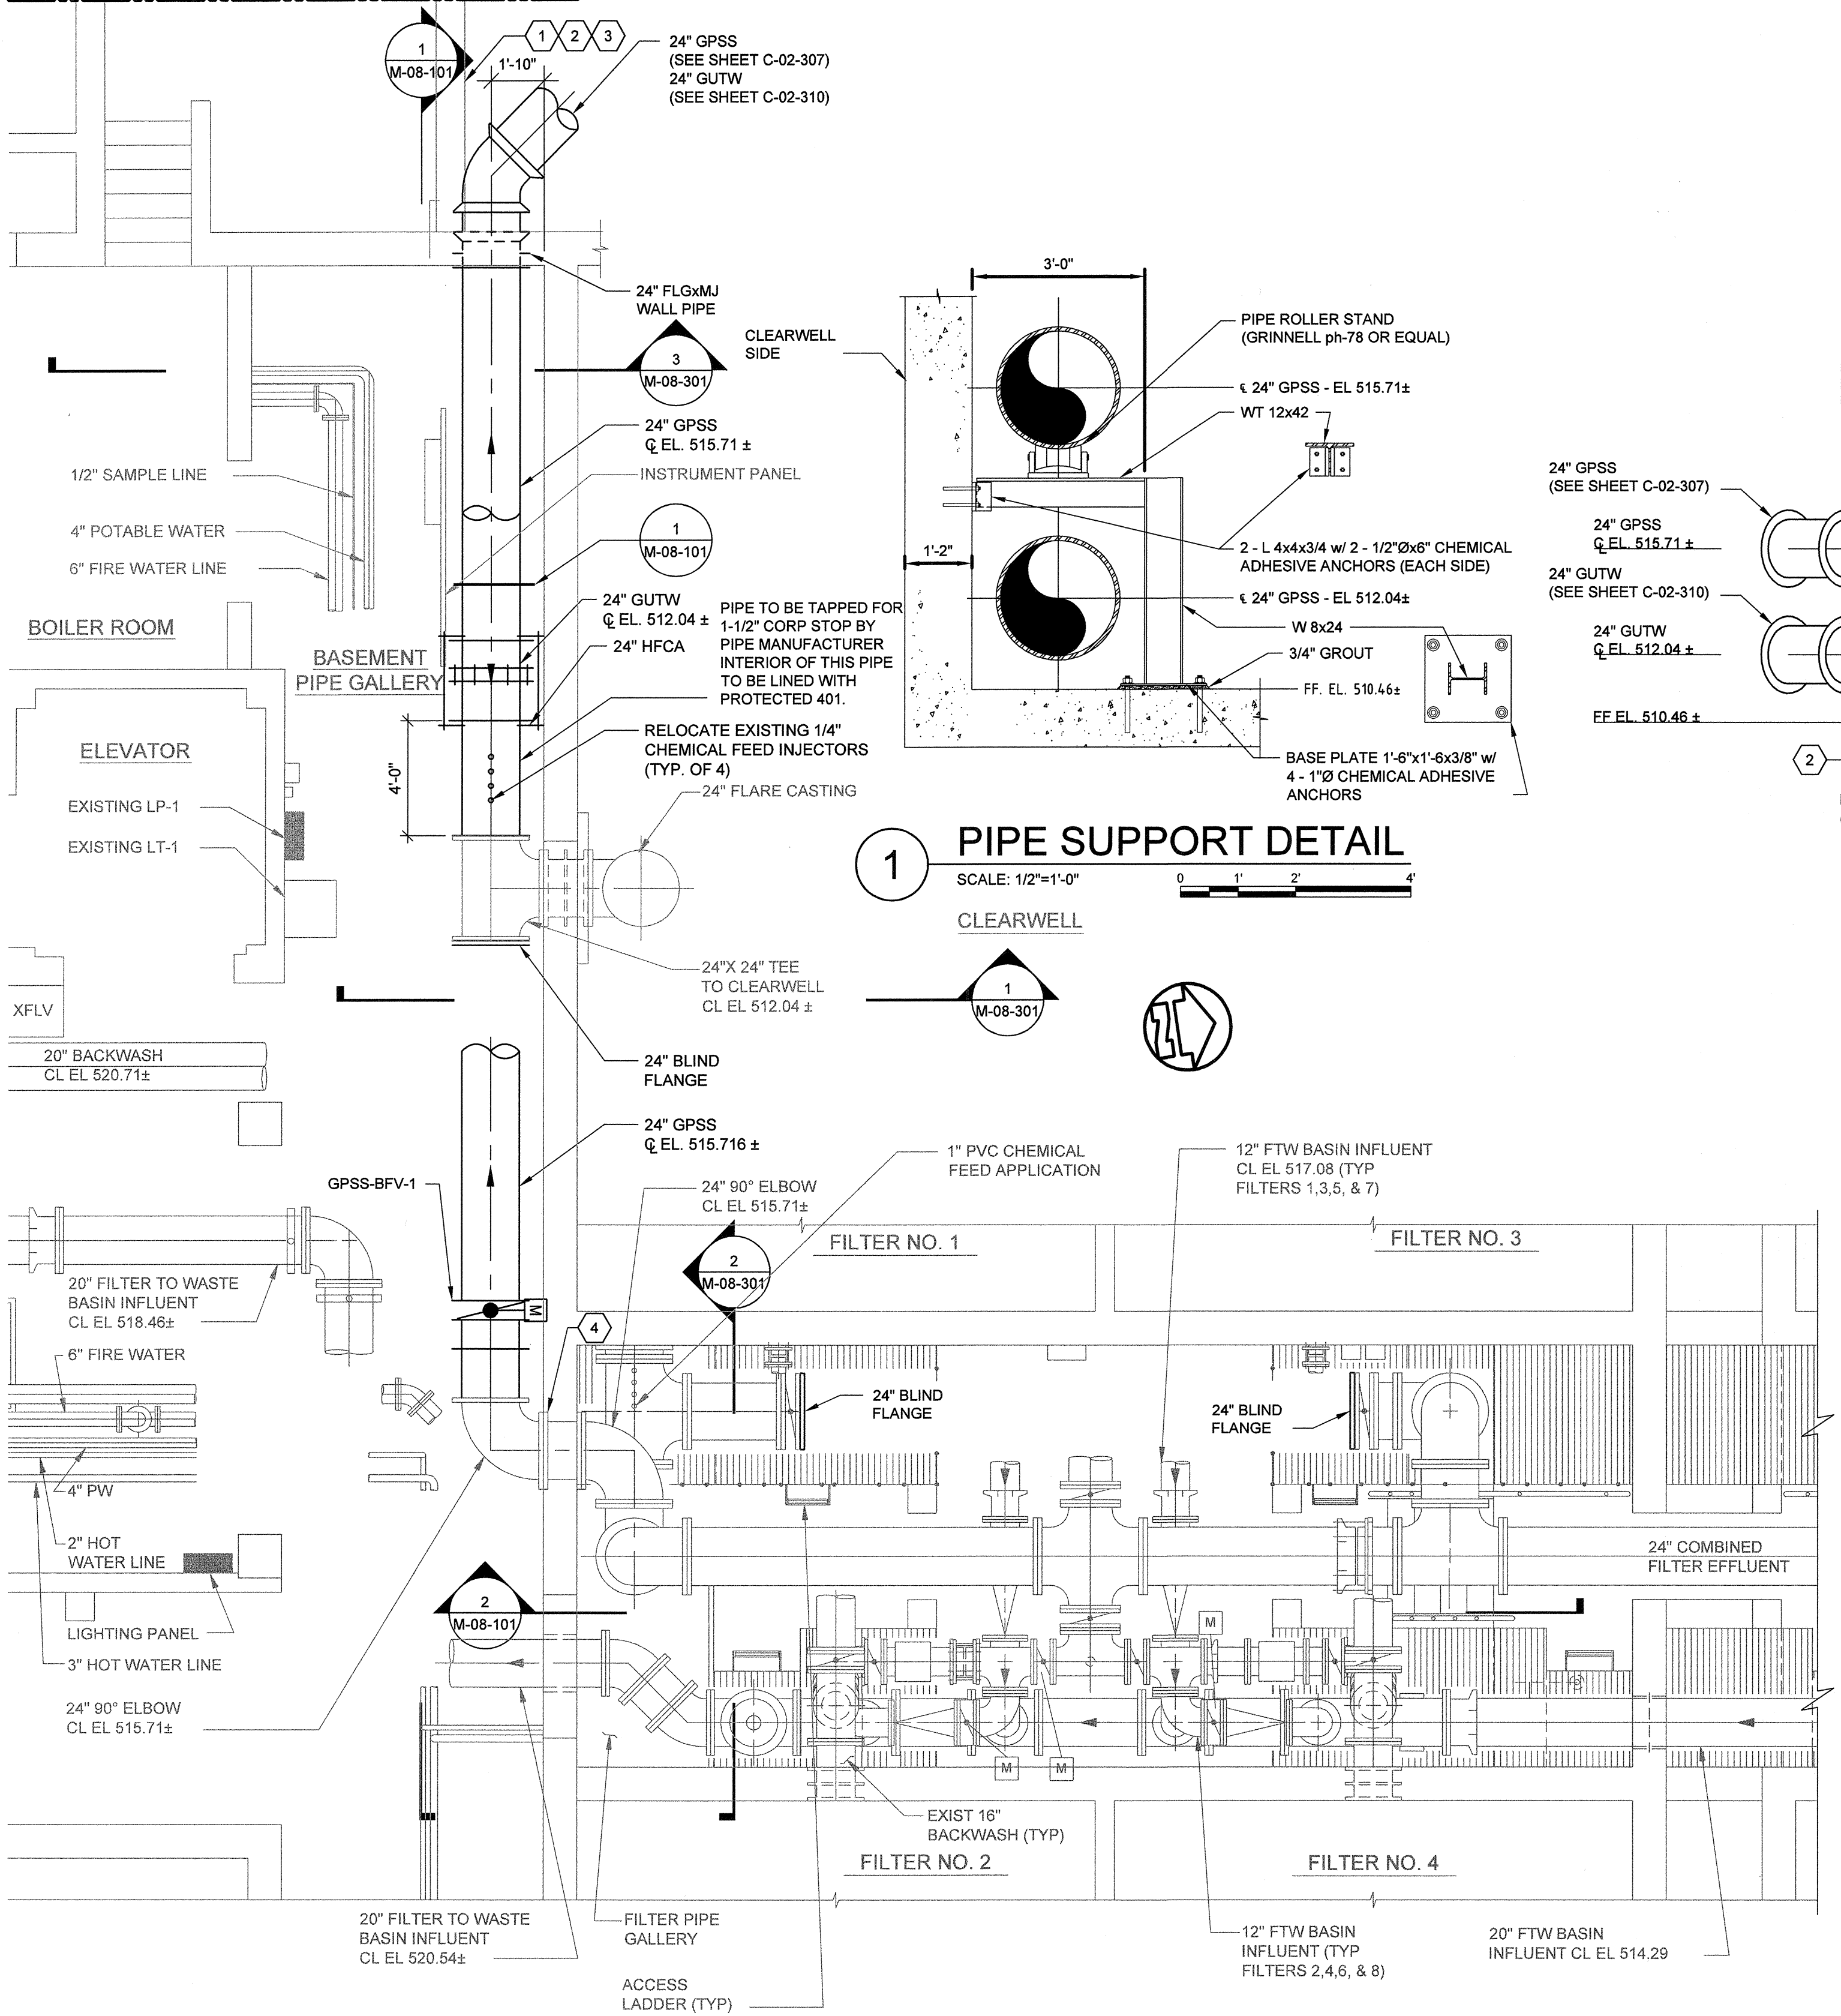 1
M-08-101
1 2 3
1'-10"
24" GPSS
(SEE SHEET C-02-307)
24" GUTW
(SEE SHEET C-02-310)
24" FLGxMJ
WALL PIPE
3
M-08-301
24" GPSS
℄ EL. 515.71 ±
INSTRUMENT PANEL
1
M-08-101
24" GUTW
℄ EL. 512.04 ±
24" HFCA
PIPE TO BE TAPPED FOR
1-1/2" CORP STOP BY
PIPE MANUFACTURER
INTERIOR OF THIS PIPE
TO BE LINED WITH
PROTECTED 401.
RELOCATE EXISTING 1/4"
CHEMICAL FEED INJECTORS
(TYP. OF 4)
4'-0"
24" FLARE CASTING
24"X 24" TEE
TO CLEARWELL
CL EL 512.04 ±
24" BLIND
FLANGE
1/2" SAMPLE LINE
4" POTABLE WATER
6" FIRE WATER LINE
BOILER ROOM
BASEMENT
PIPE GALLERY
ELEVATOR
EXISTING LP-1
EXISTING LT-1
XFLV
20" BACKWASH
CL EL 520.71±
CLEARWELL
SIDE
3'-0"
1'-2"
PIPE ROLLER STAND
(GRINNELL ph-78 OR EQUAL)
℄ 24" GPSS - EL 515.71±
WT 12x42
2 - L 4x4x3/4 w/ 2 - 1/2"Øx6" CHEMICAL
ADHESIVE ANCHORS (EACH SIDE)
℄ 24" GPSS - EL 512.04±
W 8x24
3/4" GROUT
FF. EL. 510.46±
BASE PLATE 1'-6"x1'-6x3/8" w/
4 - 1"Ø CHEMICAL ADHESIVE
ANCHORS
1
PIPE SUPPORT DETAIL
SCALE: 1/2"=1'-0"
0 1' 2' 4'
24" GPSS
(SEE SHEET C-02-307)
24" GPSS
℄ EL. 515.71 ±
24" GUTW
(SEE SHEET C-02-310)
24" GUTW
℄ EL. 512.04 ±
FF EL. 510.46 ±
2
CLEARWELL
1
M-08-301
24" GPSS
℄ EL. 515.716 ±
GPSS-BFV-1
M
24" 90° ELBOW
CL EL 515.71±
1" PVC CHEMICAL
FEED APPLICATION
12" FTW BASIN INFLUENT
CL EL 517.08 (TYP
FILTERS 1,3,5, & 7)
FILTER NO. 1
FILTER NO. 3
2
M-08-301
4
24" BLIND
FLANGE
24" BLIND
FLANGE
20" FILTER TO WASTE
BASIN INFLUENT
CL EL 518.46±
6" FIRE WATER
4" PW
2" HOT
WATER LINE
LIGHTING PANEL
3" HOT WATER LINE
24" 90° ELBOW
CL EL 515.71±
2
M-08-101
24" COMBINED
FILTER EFFLUENT
M
M
M
EXIST 16"
BACKWASH (TYP)
FILTER NO. 2
FILTER NO. 4
20" FILTER TO WASTE
BASIN INFLUENT
CL EL 520.54±
FILTER PIPE
GALLERY
ACCESS
LADDER (TYP)
12" FTW BASIN
INFLUENT (TYP
FILTERS 2,4,6, & 8)
20" FTW BASIN
INFLUENT CL EL 514.29